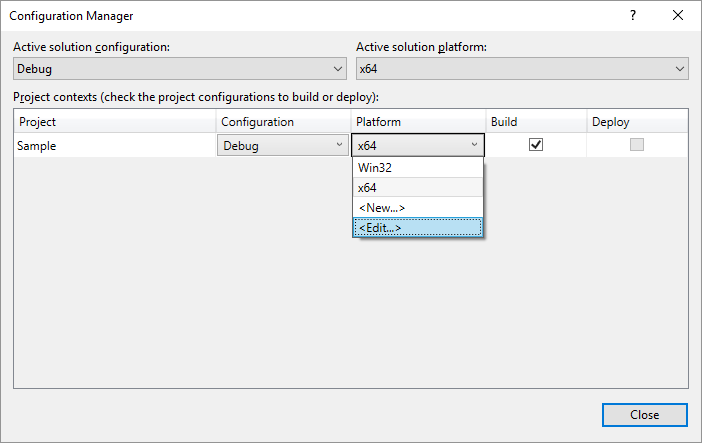 Configuration Manager
?
Active solution configuration: Active solution platform:
Debug x64
Project contexts (check the project configurations to build or deploy):
Project Configuration Platform Build Deploy
Sample Debug x64
Win32
x64
<New...>
<Edit...>
Close